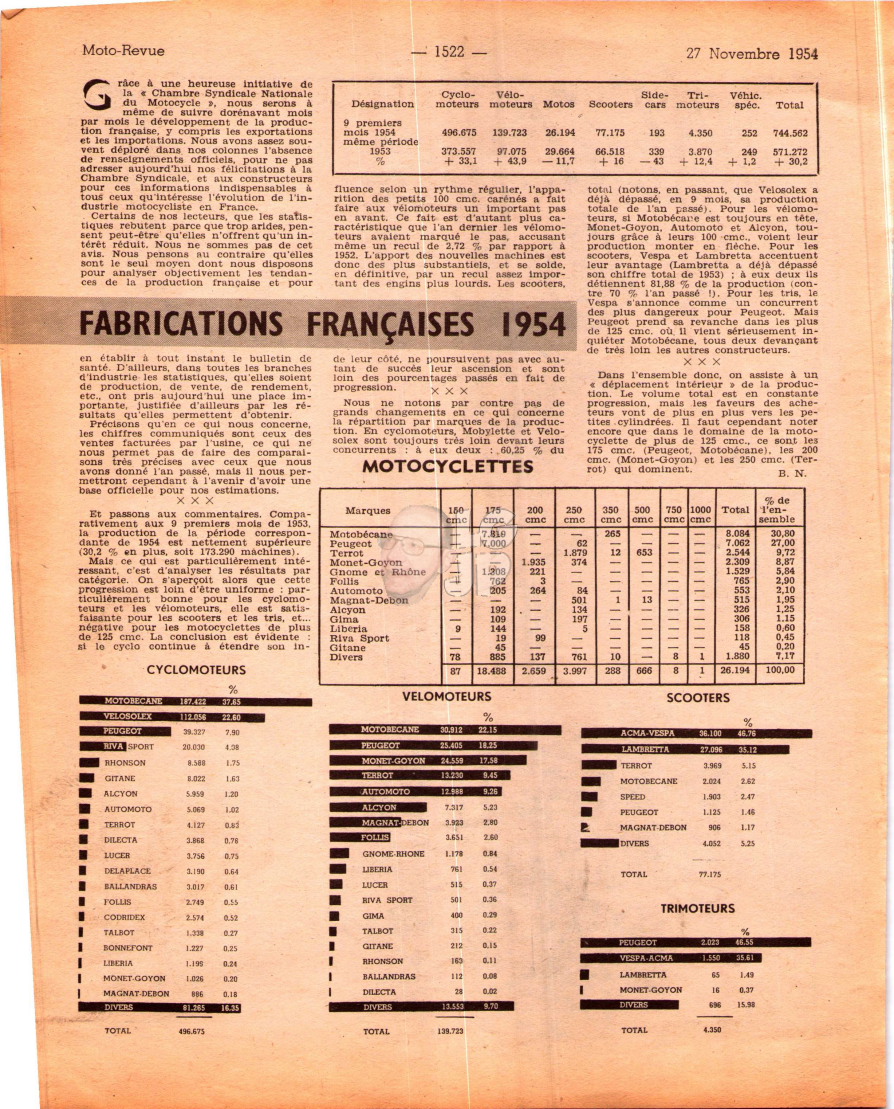 Moto-Revue — 1522 — 27 Novembre 1954
Grâce à une heureuse initiative de
la « Chambre Syndicale Nationale
du Motocycle », nous serons à
même de suivre dorénavant mois
par mois le développement de la produc-
tion française, y compris les exportations
et les importations. Nous avons assez sou-
vent déploré dans nos colonnes l'absence
de renseignements officiels, pour ne pas
adresser aujourd'hui nos félicitations à la
Chambre Syndicale, et aux constructeurs
pour ces informations indispensables à
tous ceux qu'intéresse l'évolution de l'in-
dustrie motocycliste en France.
Certains de nos lecteurs, que les statis-
tiques rebutent parce que trop arides, pen-
sent peut-être qu'elles n'offrent qu'un in-
térêt réduit. Nous ne sommes pas de cet
avis. Nous pensons au contraire qu'elles
sont le seul moyen dont nous disposons
pour analyser objectivement les tendan-
ces de la production française et pour
Désignation Cyclo-moteurs Vélo-moteurs Motos Scooters Side-cars Tri-moteurs Véhic. spéc. Total
9 premiers
mois 1954 496.675 139.723 26.194 77.175 193 4.350 252 744.562
même période
1953 373.557 97.075 29.664 66.518 339 3.870 249 571.272
% + 33,1 + 43,9 — 11,7 + 16 — 43 + 12,4 + 1,2 + 30,2
fluence selon un rythme régulier, l'appa-
rition des petits 100 cmc. carénés a fait
faire aux vélomoteurs un important pas
en avant. Ce fait est d'autant plus ca-
ractéristique que l'an dernier les vélomo-
teurs avaient marqué le pas, accusant
même un recul de 2,72 % par rapport à
1952. L'apport des nouvelles machines est
donc des plus substantiels, et se solde,
en définitive, par un recul assez impor-
tant des engins plus lourds. Les scooters,
total (notons, en passant, que Velosolex a
déjà dépassé, en 9 mois, sa production
totale de l'an passé). Pour les vélomo-
teurs, si Motobécane est toujours en tête,
Monet-Goyon, Automoto et Alcyon, tou-
jours grâce à leurs 100 cmc., voient leur
production monter en flèche. Pour les
scooters, Vespa et Lambretta accentuent
leur avantage (Lambretta a déjà dépassé
son chiffre total de 1953) ; à eux deux ils
détiennent 81,88 % de la production (con-
tre 70 % l'an passé !). Pour les tris, le
Vespa s'annonce comme un concurrent
des plus dangereux pour Peugeot. Mais
Peugeot prend sa revanche dans les plus
de 125 cmc. où il vient sérieusement in-
quiéter Motobécane, tous deux devançant
de très loin les autres constructeurs.
× × ×
Dans l'ensemble donc, on assiste à un
« déplacement intérieur » de la produc-
tion. Le volume total est en constante
progression, mais les faveurs des ache-
teurs vont de plus en plus vers les pe-
tites cylindrées. Il faut cependant noter
encore que dans le domaine de la moto-
cyclette de plus de 125 cmc., ce sont les
175 cmc. (Peugeot, Motobécane), les 200
cmc. (Monet-Goyon) et les 250 cmc. (Ter-
rot) qui dominent.
B. N.
FABRICATIONS FRANÇAISES 1954
en établir à tout instant le bulletin de
santé. D'ailleurs, dans toutes les branches
d'industrie les statistiques, qu'elles soient
de production, de vente, de rendement,
etc., ont pris aujourd'hui une place im-
portante, justifiée d'ailleurs par les ré-
sultats qu'elles permettent d'obtenir.
Précisons qu'en ce qui nous concerne,
les chiffres communiqués sont ceux des
ventes facturées par l'usine, ce qui ne
nous permet pas de faire des comparai-
sons très précises avec ceux que nous
avons donné l'an passé, mais il nous per-
mettront cependant à l'avenir d'avoir une
base officielle pour nos estimations.
× × ×
Et passons aux commentaires. Compa-
rativement aux 9 premiers mois de 1953,
la production de la période correspon-
dante de 1954 est nettement supérieure
(30,2 % en plus, soit 173.290 machines).
Mais ce qui est particulièrement inté-
ressant, c'est d'analyser les résultats par
catégorie. On s'aperçoit alors que cette
progression est loin d'être uniforme : par-
ticulièrement bonne pour les cyclomo-
teurs et les vélomoteurs, elle est satis-
faisante pour les scooters et les tris, et...
négative pour les motocyclettes de plus
de 125 cmc. La conclusion est évidente :
si le cyclo continue à étendre son in-
de leur côté, ne poursuivent pas avec au-
tant de succès leur ascension et sont
loin des pourcentages passés en fait de
progression.
× × ×
Nous ne notons par contre pas de
grands changements en ce qui concerne
la répartition par marques de la produc-
tion. En cyclomoteurs, Mobylette et Vélo-
solex sont toujours très loin devant leurs
concurrents : à eux deux : 60,25 % du
MOTOCYCLETTES
Marques 150 cmc 175 cmc 200 cmc 250 cmc 350 cmc 500 cmc 750 cmc 1000 cmc Total % de l'en-semble
Motobécane — 7.819 — — 265 — — — 8.084 30,80
Peugeot — 7.000 — 62 — — — — 7.062 27,00
Terrot — — — 1.879 12 653 — — 2.544 9,72
Monet-Goyon — — 1.935 374 — — — — 2.309 8,87
Gnome et Rhône — 1.308 221 — — — — — 1.529 5,84
Follis — 762 3 — — — — — 765 2,90
Automoto — 205 264 84 — — — — 553 2,10
Magnat-Debon — — — 501 1 13 — — 515 1,95
Alcyon — 192 — 134 — — — — 326 1,25
Gima — 109 — 197 — — — — 306 1,15
Liberia 9 144 — 5 — — — — 158 0,60
Riva Sport — 19 99 — — — — — 118 0,45
Gitane — 45 — — — — — — 45 0,20
Divers 78 885 137 761 10 — 8 1 1.880 7,17
87 18.488 2.659 3.997 288 666 8 1 26.194 100,00
CYCLOMOTEURS
%
MOTOBECANE 187.422 37.65
VELOSOLEX 112.056 22.60
PEUGEOT 39.327 7.90
RIVA SPORT 20.030 4.38
RHONSON 8.588 1.75
GITANE 8.022 1.63
ALCYON 5.959 1.20
AUTOMOTO 5.069 1.02
TERROT 4.127 0.83
DILECTA 3.868 0.78
LUCER 3.756 0.75
DELAPLACE 3.190 0.64
BALLANDRAS 3.017 0.61
FOLLIS 2.749 0.55
CODRIDEX 2.574 0.52
TALBOT 1.338 0.27
BONNEFONT 1.227 0.25
LIBERIA 1.195 0.24
MONET-GOYON 1.026 0.20
MAGNAT-DEBON 886 0.18
DIVERS 81.265 16.35
TOTAL 496.675
VELOMOTEURS
%
MOTOBECANE 30.912 22.15
PEUGEOT 25.405 18.25
MONET-GOYON 24.559 17.58
TERROT 13.230 9.45
AUTOMOTO 12.988 9.26
ALCYON 7.317 5.23
MAGNAT-DEBON 3.923 2.80
FOLLIS 3.651 2.60
GNOME-RHONE 1.178 0.84
LIBERIA 761 0.54
LUCER 515 0.37
RIVA SPORT 501 0.36
GIMA 400 0.29
TALBOT 315 0.22
GITANE 212 0.15
RHONSON 163 0.11
BALLANDRAS 112 0.08
DILECTA 28 0.02
DIVERS 13.553 9.70
TOTAL 139.723
SCOOTERS
%
ACMA-VESPA 36.100 46.76
LAMBRETTA 27.096 35.12
TERROT 3.969 5.15
MOTOBECANE 2.024 2.62
SPEED 1.903 2.47
PEUGEOT 1.125 1.46
MAGNAT-DEBON 906 1.17
DIVERS 4.052 5.25
TOTAL 77.175
TRIMOTEURS
%
PEUGEOT 2.023 46.55
VESPA-ACMA 1.550 35.61
LAMBRETTA 65 1.49
MONET-GOYON 16 0.37
DIVERS 696 15.98
TOTAL 4.350